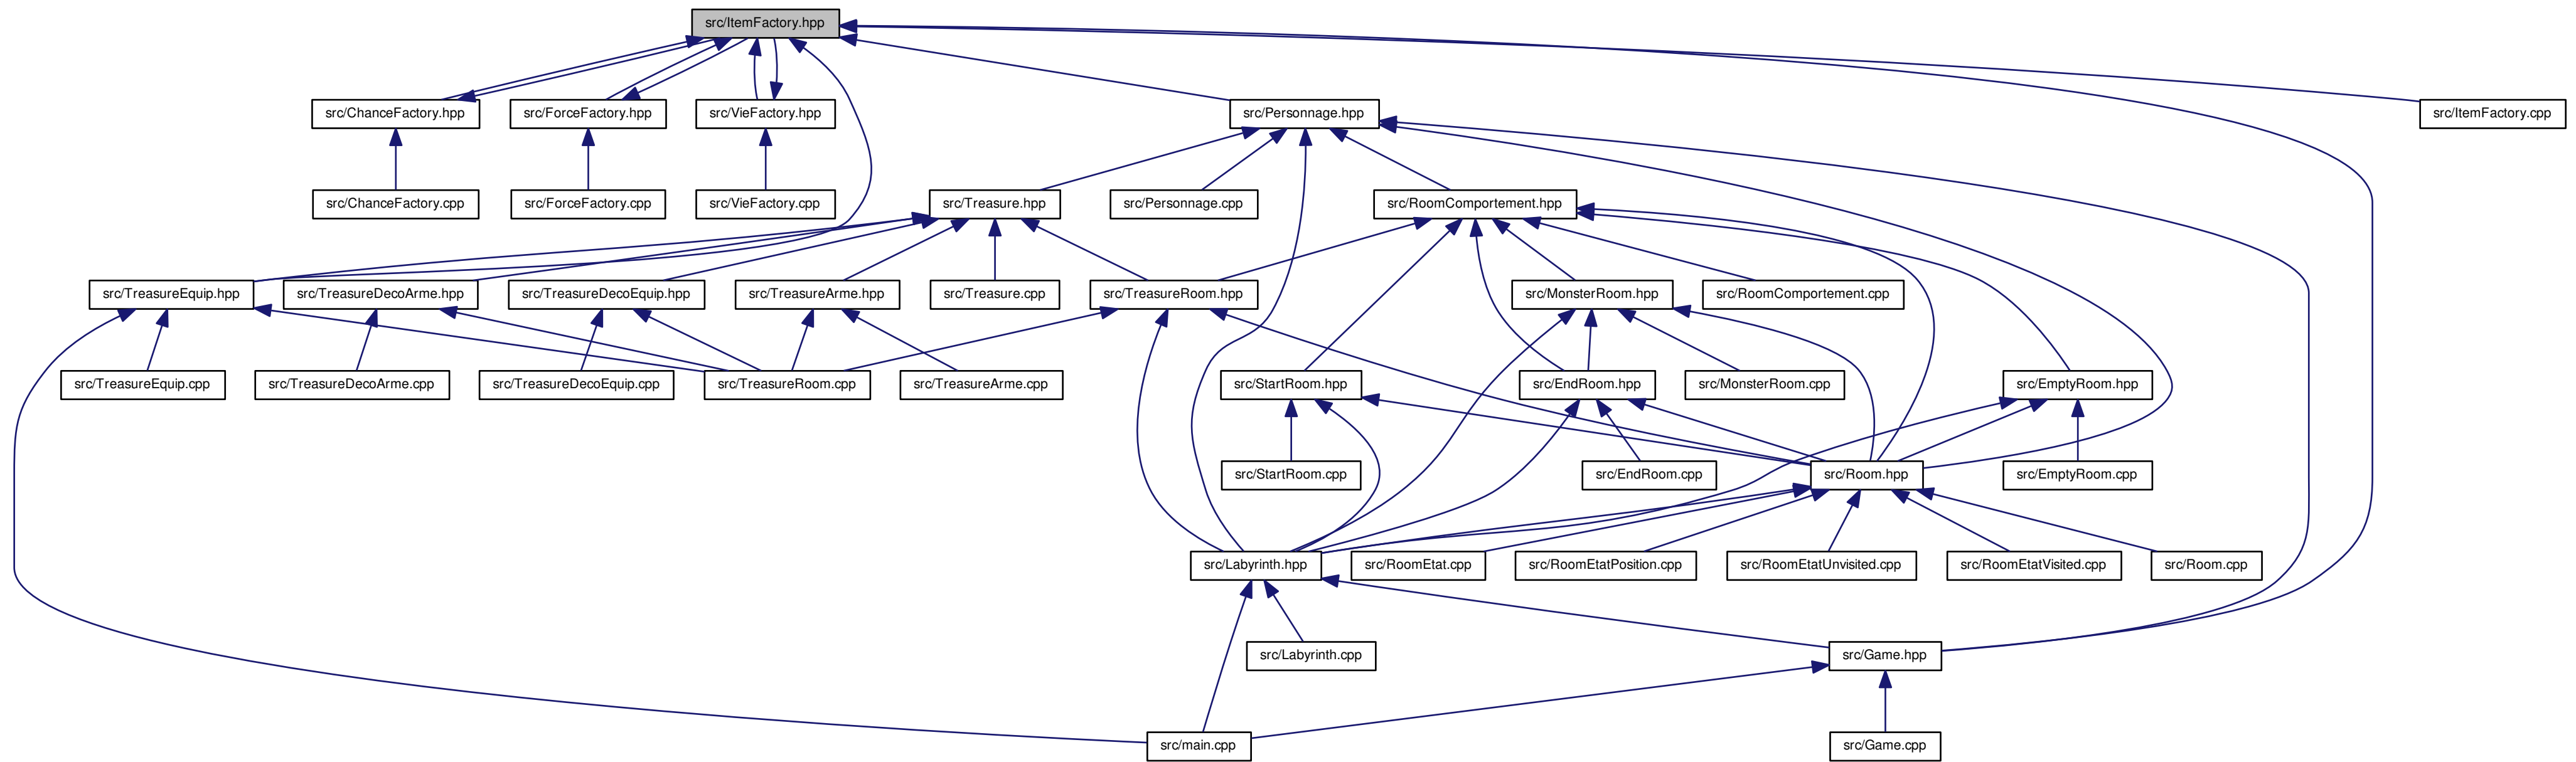 src/ItemFactory.hpp
src/ChanceFactory.hpp
src/ForceFactory.hpp
src/VieFactory.hpp
src/Personnage.hpp
src/ItemFactory.cpp
src/ChanceFactory.cpp
src/ForceFactory.cpp
src/VieFactory.cpp
src/Treasure.hpp
src/Personnage.cpp
src/RoomComportement.hpp
src/TreasureEquip.hpp
src/TreasureDecoArme.hpp
src/TreasureDecoEquip.hpp
src/TreasureArme.hpp
src/Treasure.cpp
src/TreasureRoom.hpp
src/MonsterRoom.hpp
src/RoomComportement.cpp
src/TreasureEquip.cpp
src/TreasureDecoArme.cpp
src/TreasureDecoEquip.cpp
src/TreasureRoom.cpp
src/TreasureArme.cpp
src/StartRoom.hpp
src/EndRoom.hpp
src/MonsterRoom.cpp
src/EmptyRoom.hpp
src/StartRoom.cpp
src/EndRoom.cpp
src/Room.hpp
src/EmptyRoom.cpp
src/Labyrinth.hpp
src/RoomEtat.cpp
src/RoomEtatPosition.cpp
src/RoomEtatUnvisited.cpp
src/RoomEtatVisited.cpp
src/Room.cpp
src/Labyrinth.cpp
src/Game.hpp
src/main.cpp
src/Game.cpp